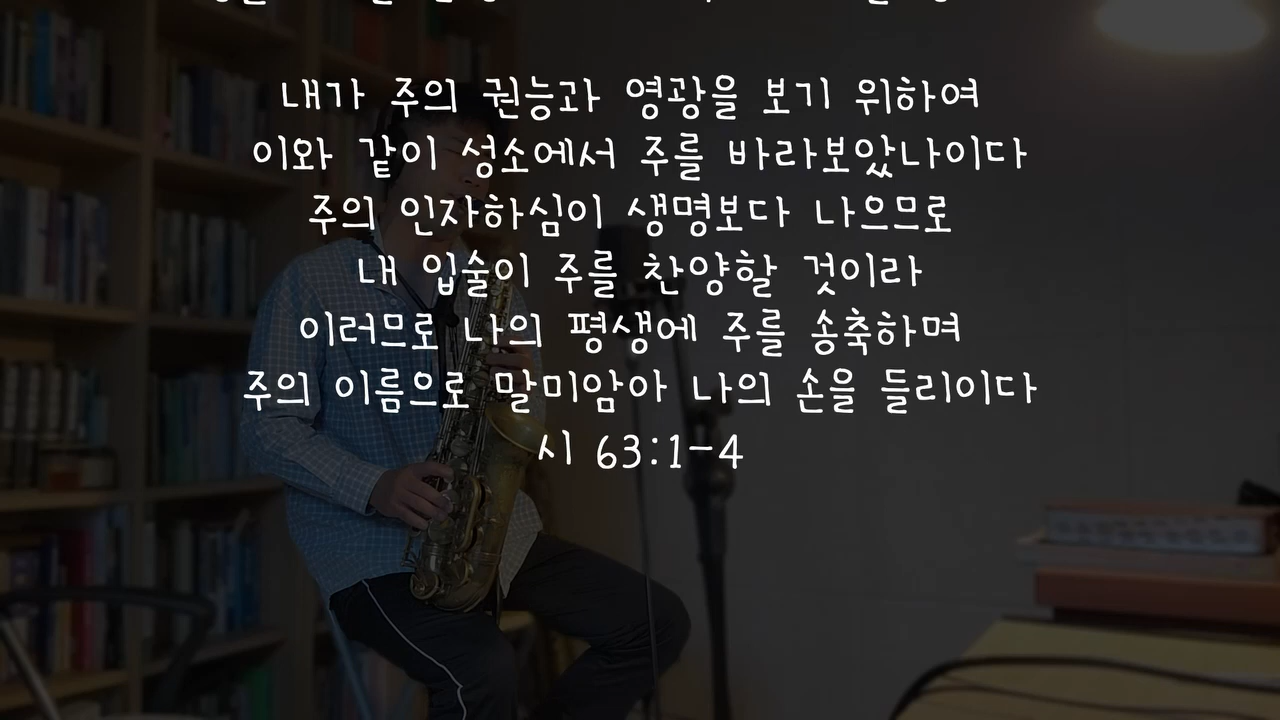 내가 주의 권능과 영광을 보기 위하여
이와 같이 성소에서 주를 바라보았나이다
주의 인자하심이 생명보다 나으므로
내 입술이 주를 찬양할 것이라
이러므로 나의 평생에 주를 송축하며
주의 이름으로 말미암아 나의 손을 들리이다
시 63:1-4